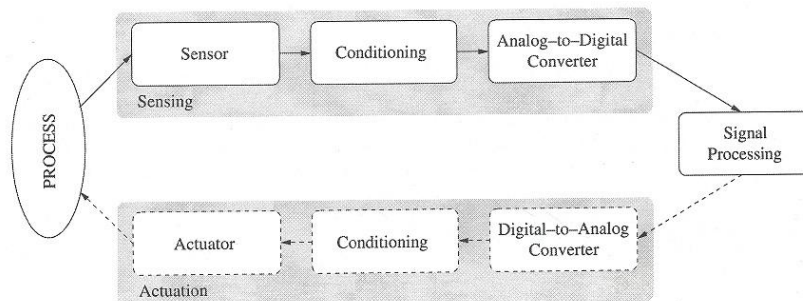 Sensor
Conditioning
Analog–to–Digital
Converter
Sensing
PROCESS
Signal
Processing
Actuator
Conditioning
Digital–to–Analog
Converter
Actuation